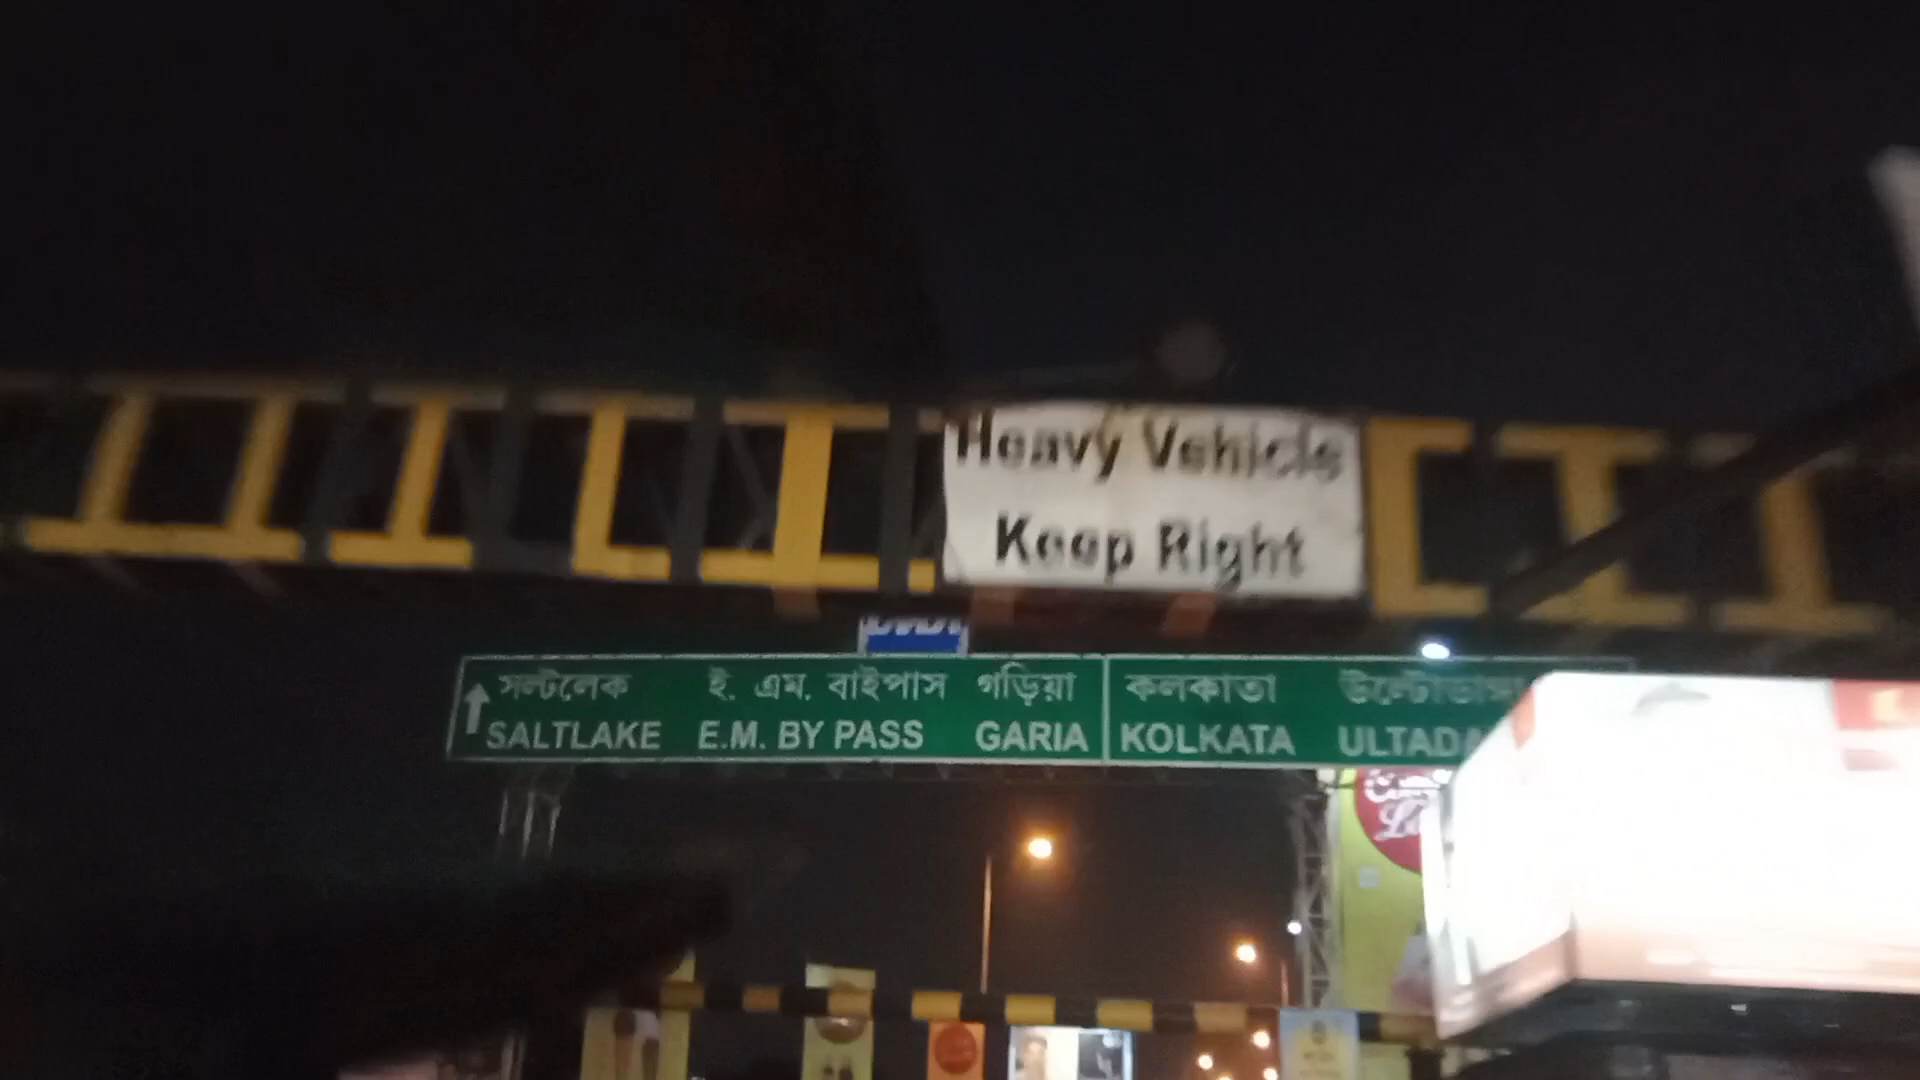 Heavy Vehicle
Keep Right
সল্টলেক ই. এম. বাইপাস গড়িয়া কলকাতা
SALTLAKE E.M. BY PASS GARIA KOLKATA